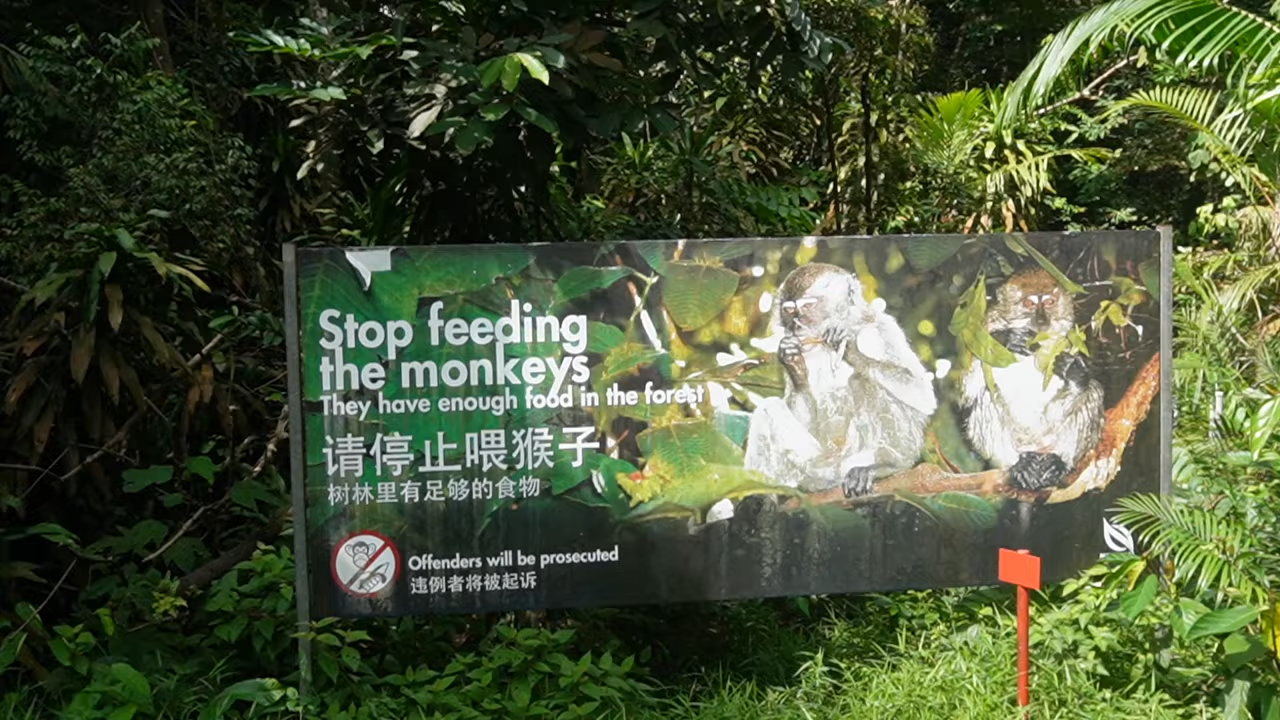 Stop feeding
the monkeys
They have enough food in the forest
请停止喂猴子
树林里有足够的食物
Offenders will be prosecuted
违例者将被起诉